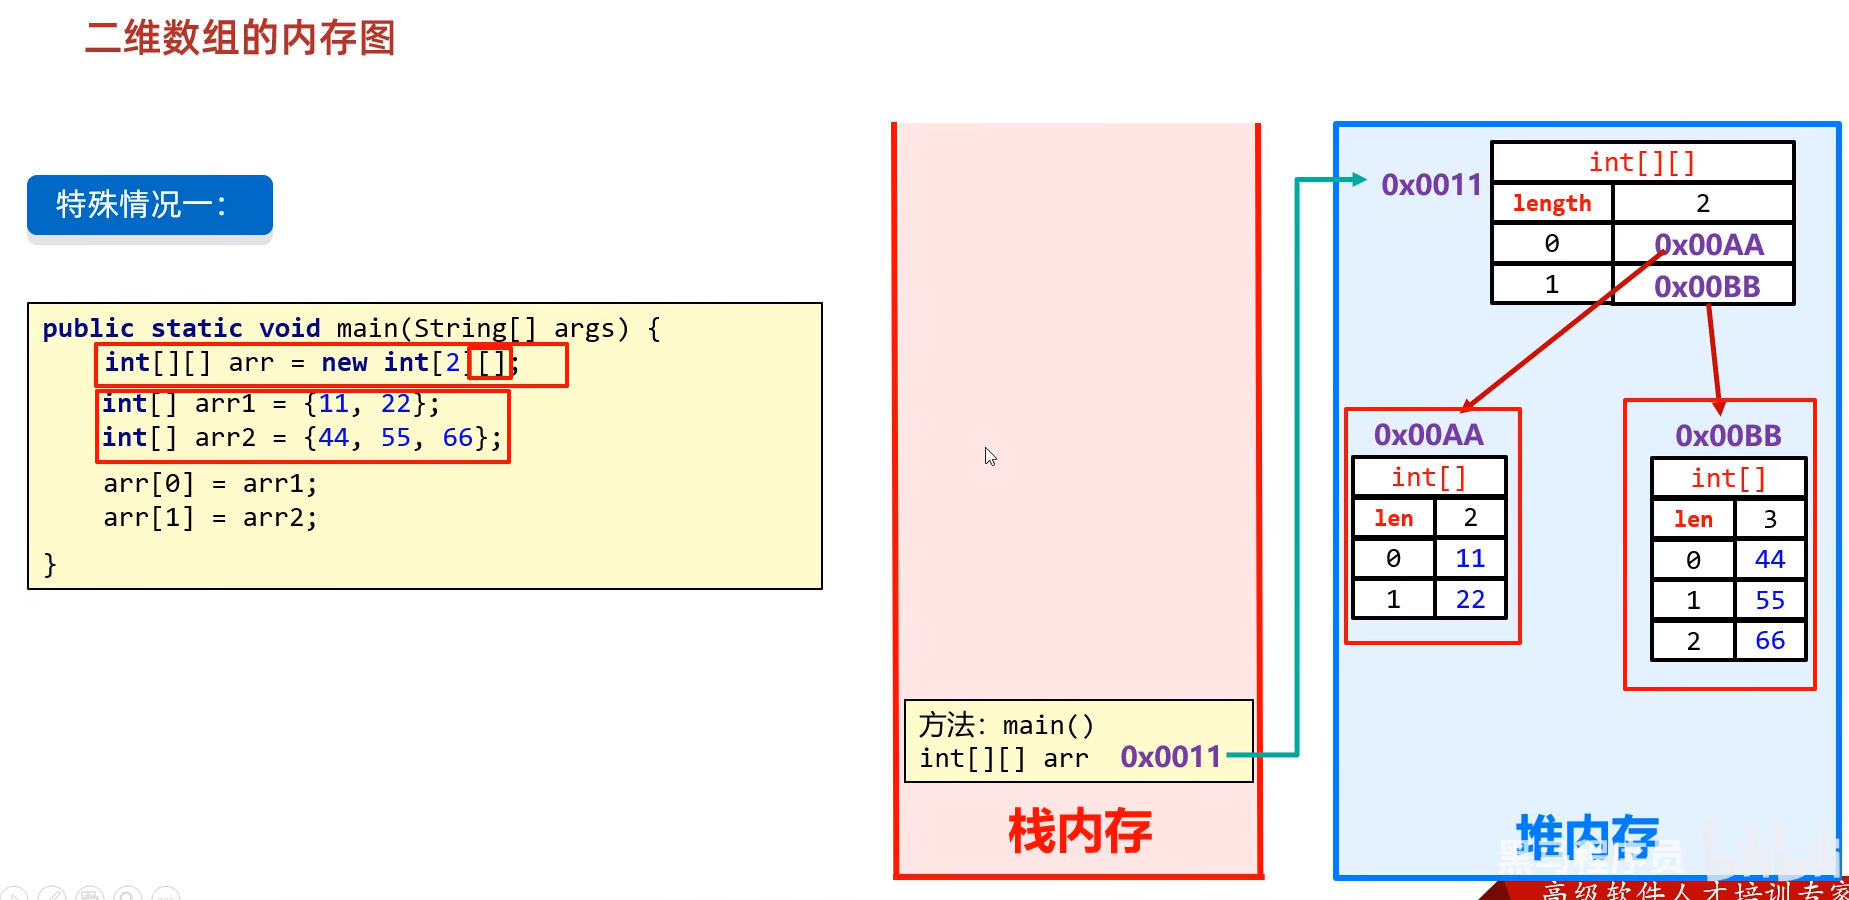 二维数组的内存图
特殊情况一：
public static void main(String[] args) {
int[][] arr = new int[2][];
int[] arr1 = {11, 22};
int[] arr2 = {44, 55, 66};
arr[0] = arr1;
arr[1] = arr2;
}
方法：main()
int[][] arr 0x0011
栈内存
0x0011
int[][]
length 2
0 0x00AA
1 0x00BB
0x00AA
int[]
len 2
0 11
1 22
0x00BB
int[]
len 3
0 44
1 55
2 66
堆内存
黑马程序员
bilibili
高级软件人才培训专家